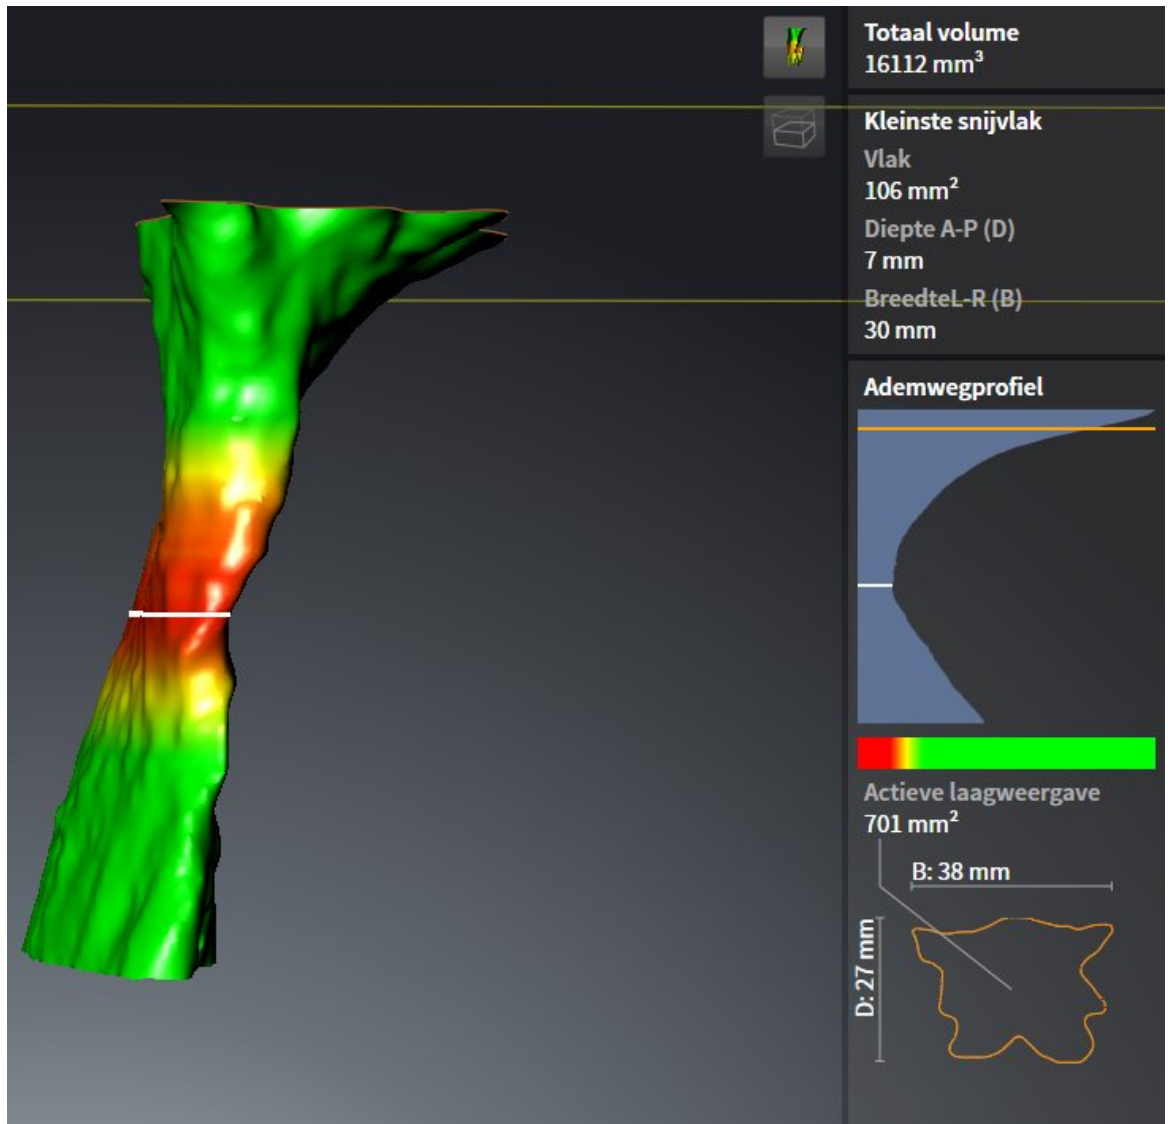 Totaal volume
16112 mm³
Kleinste snijvlak
Vlak
106 mm²
Diepte A-P (D)
7 mm
BreedteL-R (B)
30 mm
Ademwegprofiel
Actieve laagweergave
701 mm²
B: 38 mm
D: 27 mm